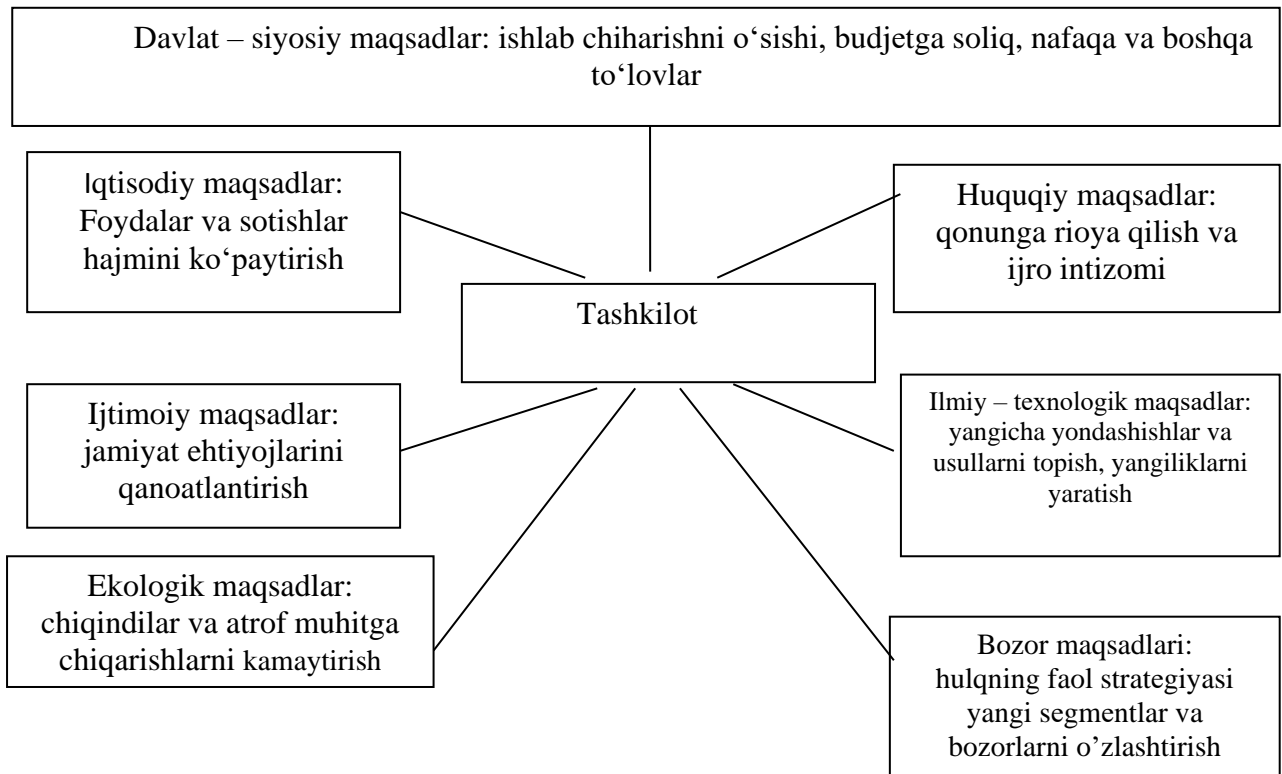 Davlat – siyosiy maqsadlar: ishlab chiharishni o‘sishi, budjetga soliq, nafaqa va boshqa
to‘lovlar
Iqtisodiy maqsadlar:
Foydalar va sotishlar
hajmini ko‘paytirish
Huquqiy maqsadlar:
qonunga rioya qilish va
ijro intizomi
Tashkilot
Ijtimoiy maqsadlar:
jamiyat ehtiyojlarini
qanoatlantirish
Ilmiy – texnologik maqsadlar:
yangicha yondashishlar va
usullarni topish, yangiliklarni
yaratish
Ekologik maqsadlar:
chiqindilar va atrof muhitga
chiqarishlarni kamaytirish
Bozor maqsadlari:
hulqning faol strategiyasi
yangi segmentlar va
bozorlarni o’zlashtirish